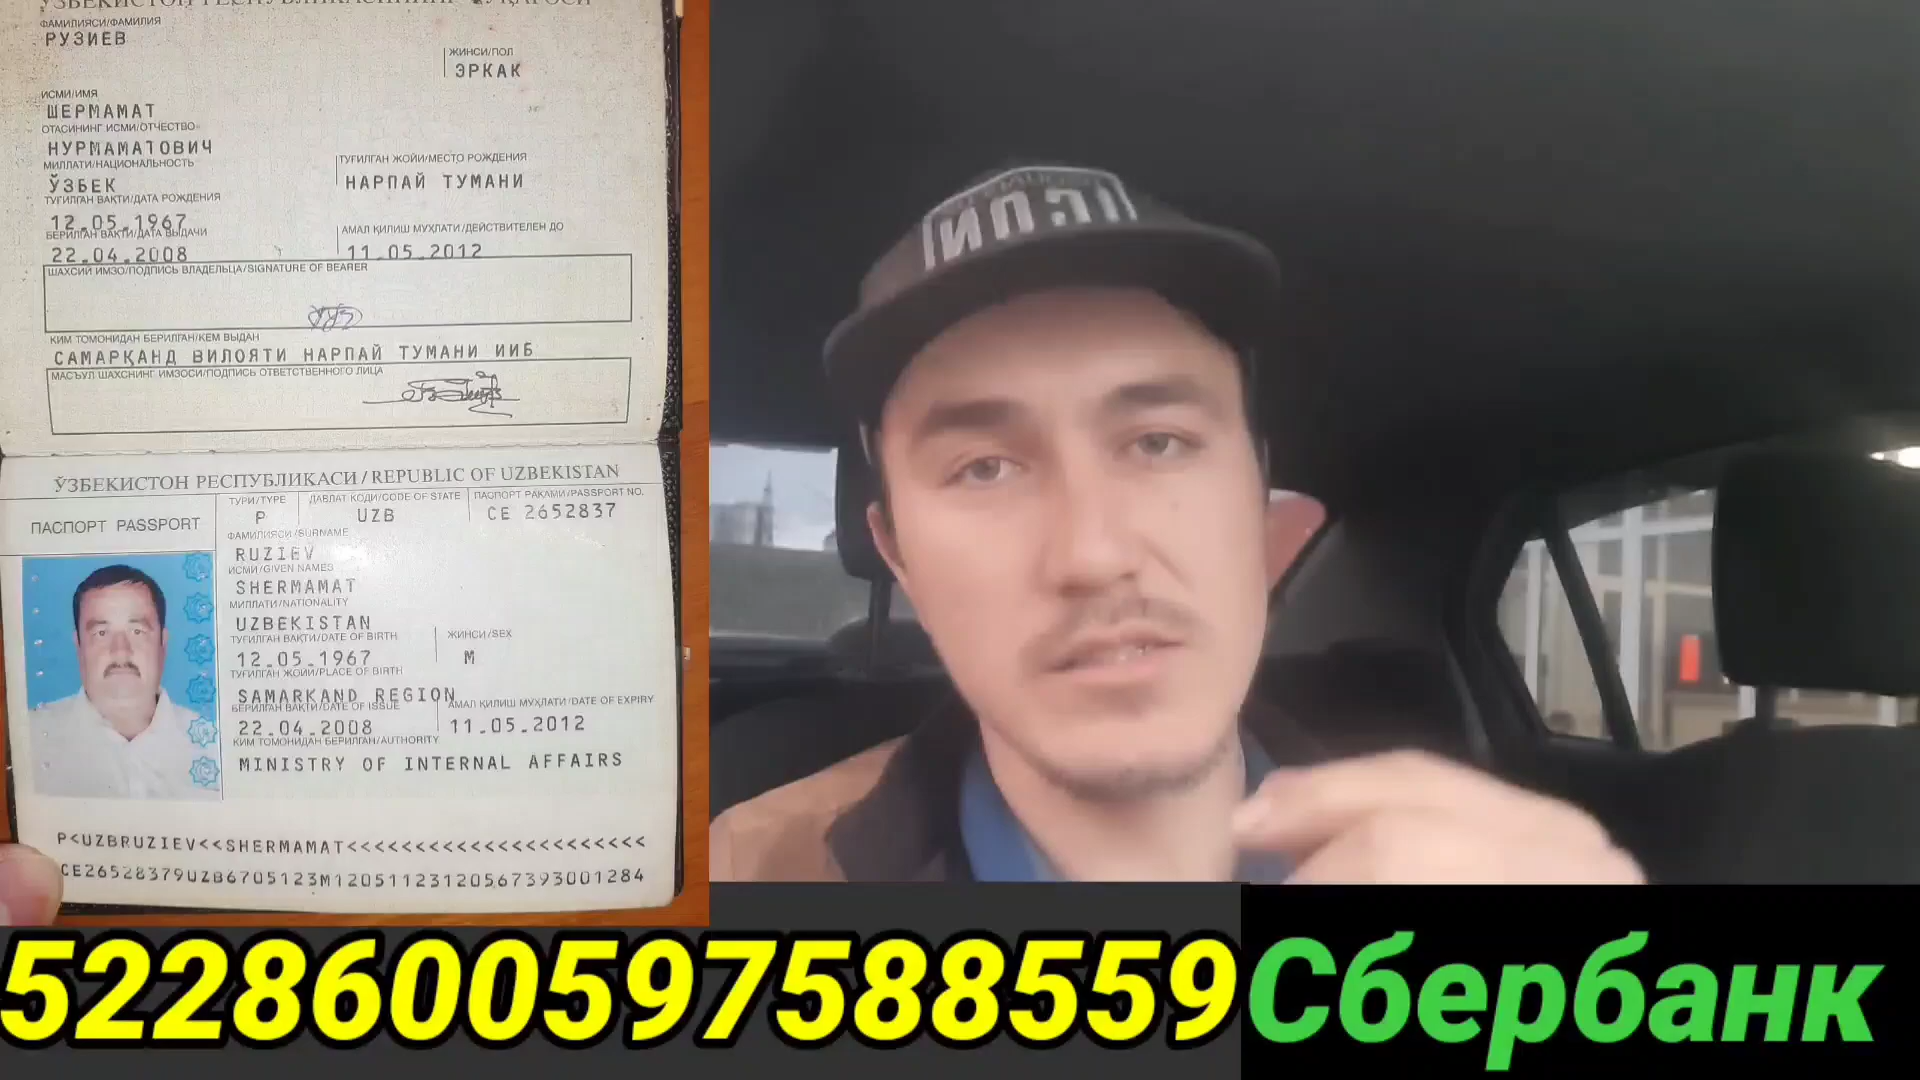 ЎЗБЕКИСТОН РЕСПУБЛИКАСИНИНГ ФУҚАРОСИ
ФАМИЛИЯСИ/ФАМИЛИЯ
РУЗИЕВ
ЖИНСИ/ПОЛ
ЭРКАК
ИСМИ/ИМЯ
ШЕРМАМАТ
ОТАСИНИНГ ИСМИ/ОТЧЕСТВО
НУРМАМАТОВИЧ
МИЛЛАТИ/НАЦИОНАЛЬНОСТЬ
ЎЗБЕК
ТУҒИЛГАН ЖОЙИ/МЕСТО РОЖДЕНИЯ
НАРПАЙ ТУМАНИ
ТУҒИЛГАН ВАҚТИ/ДАТА РОЖДЕНИЯ
12.05.1967
БЕРИЛГАН ВАҚТИ/ДАТА ВЫДАЧИ
22.04.2008
АМАЛ ҚИЛИШ МУҲЛАТИ/ДЕЙСТВИТЕЛЕН ДО
11.05.2012
ШАХСИЙ ИМЗО/ПОДПИСЬ ВЛАДЕЛЬЦА/SIGNATURE OF BEARER
КИМ ТОМОНИДАН БЕРИЛГАН/КЕМ ВЫДАН
САМАРҚАНД ВИЛОЯТИ НАРПАЙ ТУМАНИ ИИБ
МАСЪУЛ ШАХСНИНГ ИМЗОСИ/ПОДПИСЬ ОТВЕТСТВЕННОГО ЛИЦА
ЎЗБЕКИСТОН РЕСПУБЛИКАСИ / REPUBLIC OF UZBEKISTAN
ПАСПОРТ PASSPORT
ТУРИ/TYPE
P
ДАВЛАТ КОДИ/CODE OF STATE
UZB
ПАСПОРТ РАҚАМИ/PASSPORT NO.
CE 2652837
ФАМИЛИЯСИ/SURNAME
RUZIEV
ИСМИ/GIVEN NAMES
SHERMAMAT
МИЛЛАТИ/NATIONALITY
UZBEKISTAN
ТУҒИЛГАН ВАҚТИ/DATE OF BIRTH
12.05.1967
ЖИНСИ/SEX
M
ТУҒИЛГАН ЖОЙИ/PLACE OF BIRTH
SAMARKAND REGION
БЕРИЛГАН ВАҚТИ/DATE OF ISSUE
22.04.2008
АМАЛ ҚИЛИШ МУҲЛАТИ/DATE OF EXPIRY
11.05.2012
КИМ ТОМОНИДАН БЕРИЛГАН/AUTHORITY
MINISTRY OF INTERNAL AFFAIRS
P<UZBRUZIEV<<SHERMAMAT<<<<<<<<<<<<<<<<<<<<<<
CE26528379UZB6705123M12051123120567393001284
5228600597588559
Сбербанк